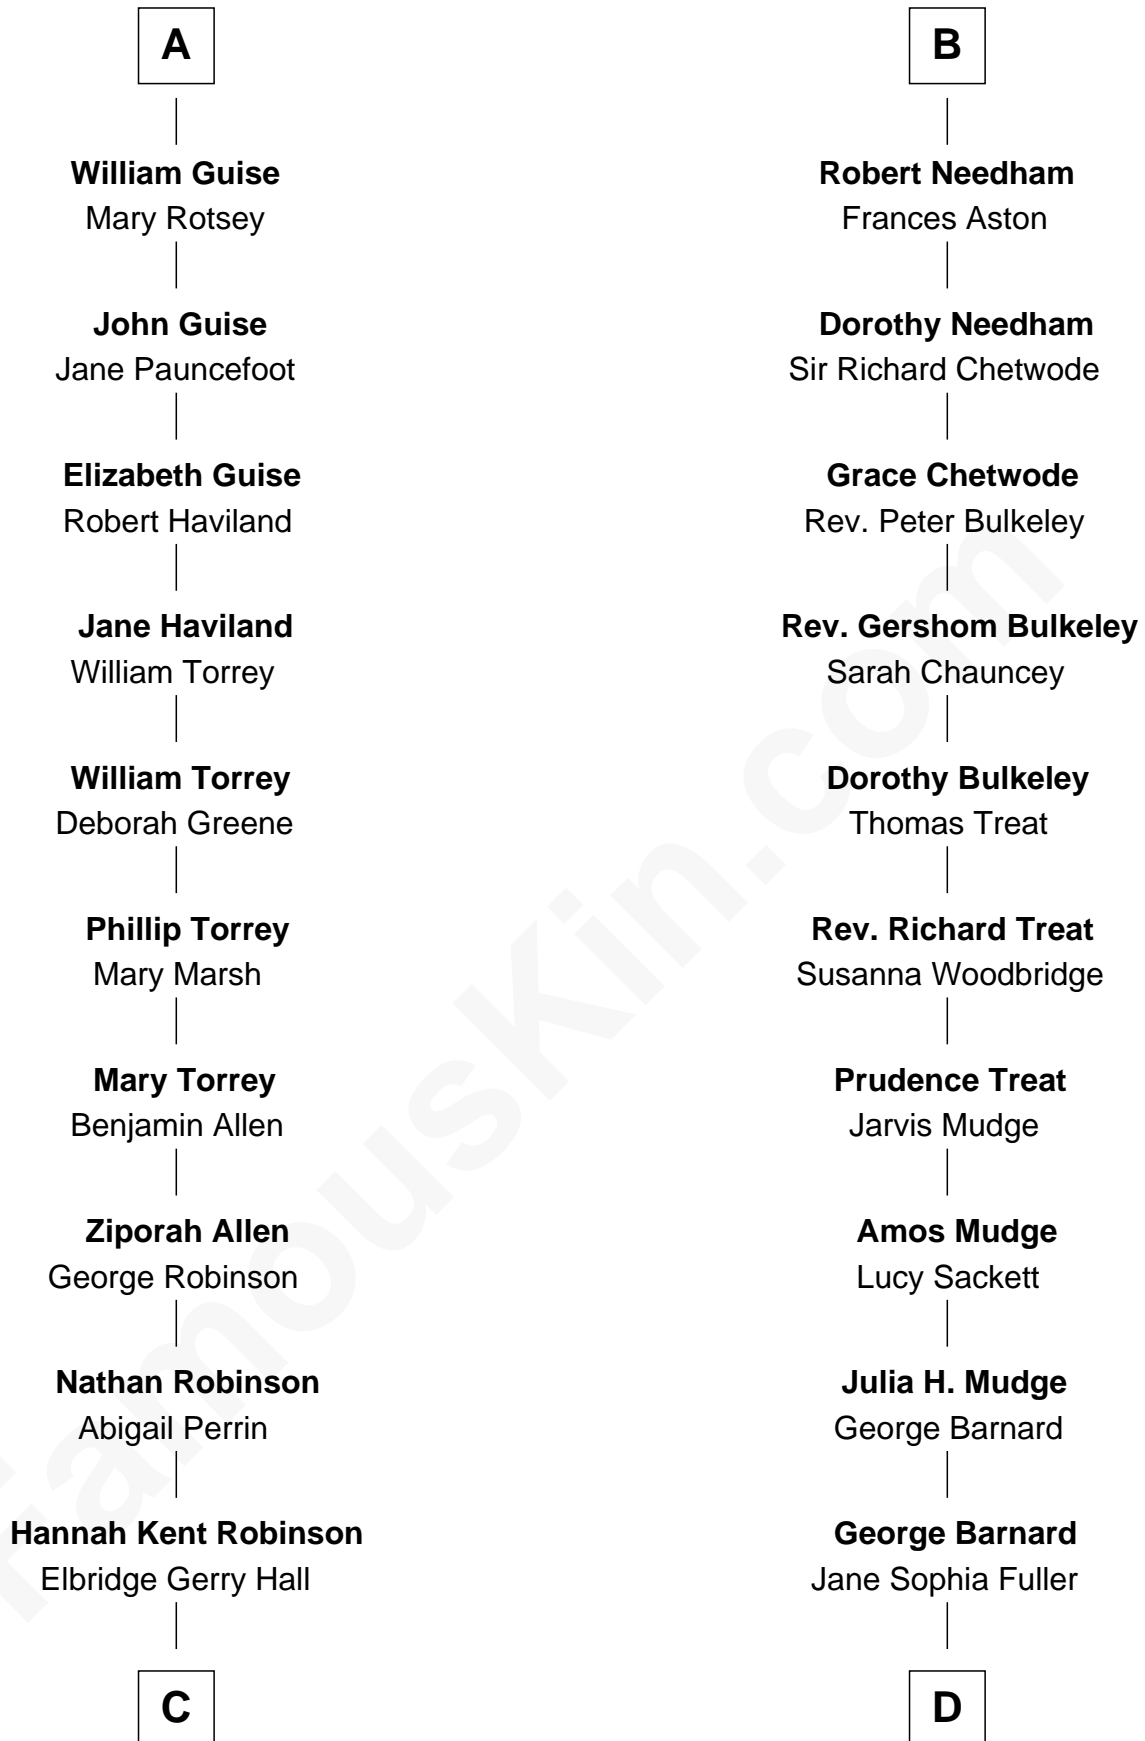 A
William Guise
Mary Rotsey
John Guise
Jane Pauncefoot
Elizabeth Guise
Robert Haviland
Jane Haviland
William Torrey
William Torrey
Deborah Greene
Phillip Torrey
Mary Marsh
Mary Torrey
Benjamin Allen
Ziporah Allen
George Robinson
Nathan Robinson
Abigail Perrin
Hannah Kent Robinson
Elbridge Gerry Hall
C
B
Robert Needham
Frances Aston
Dorothy Needham
Sir Richard Chetwode
Grace Chetwode
Rev. Peter Bulkeley
Rev. Gershom Bulkeley
Sarah Chauncey
Dorothy Bulkeley
Thomas Treat
Rev. Richard Treat
Susanna Woodbridge
Prudence Treat
Jarvis Mudge
Amos Mudge
Lucy Sackett
Julia H. Mudge
George Barnard
George Barnard
Jane Sophia Fuller
D
famouskin.com